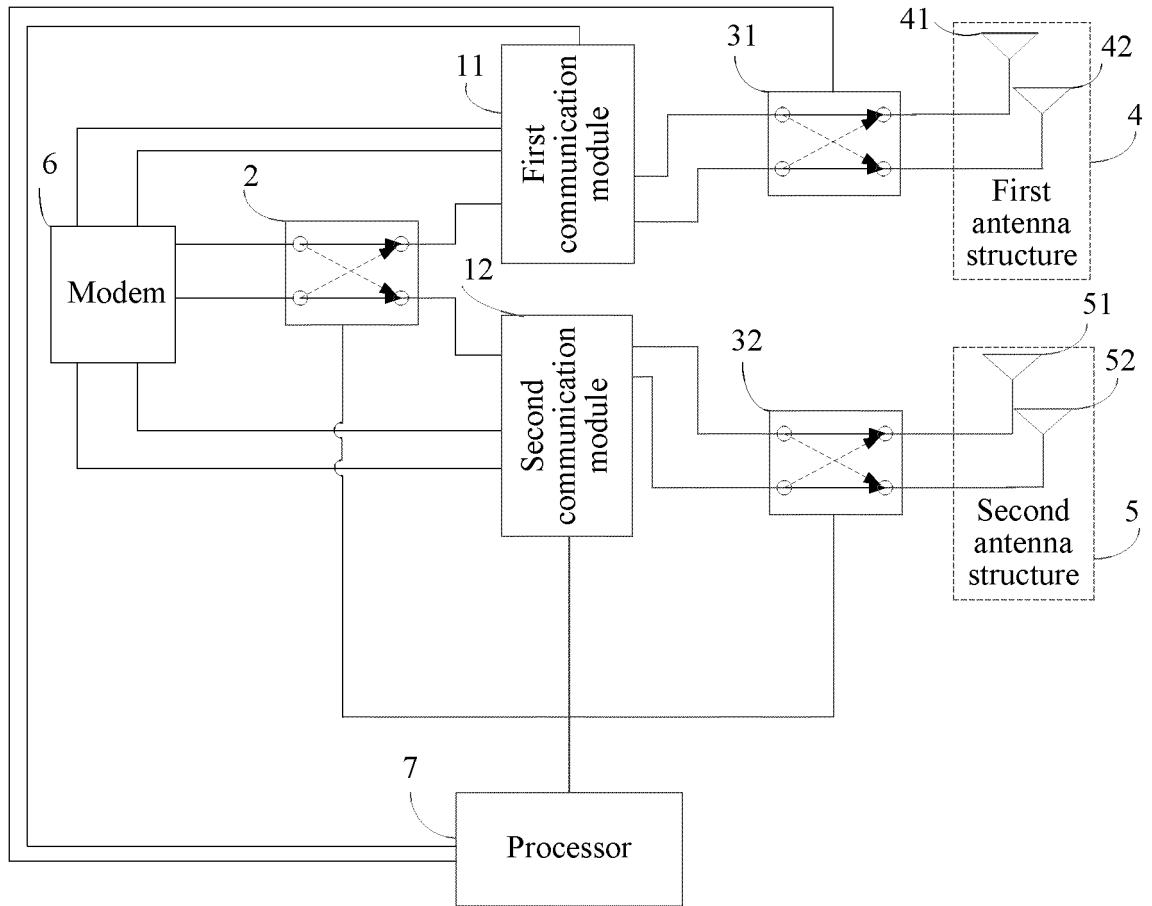 41
42
31
11
4
6
2
First
communication
module
First
antenna
structure
Modem
12
51
52
32
Second
communication
module
Second
antenna
structure
5
7
Processor